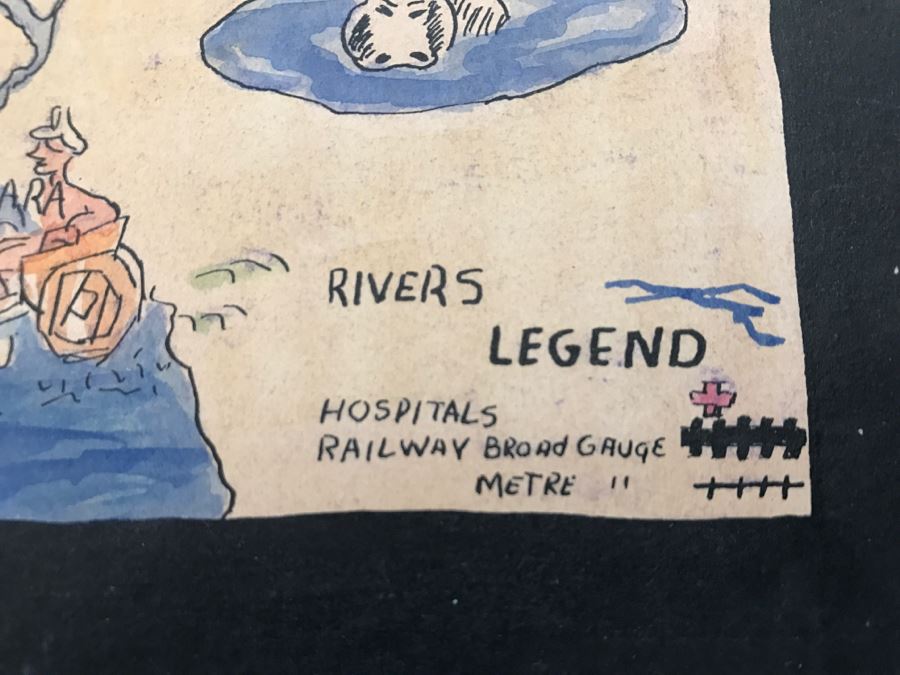 ARA
RIVERS
LEGEND
HOSPITALS
RAILWAY BROAD GAUGE
METRE "